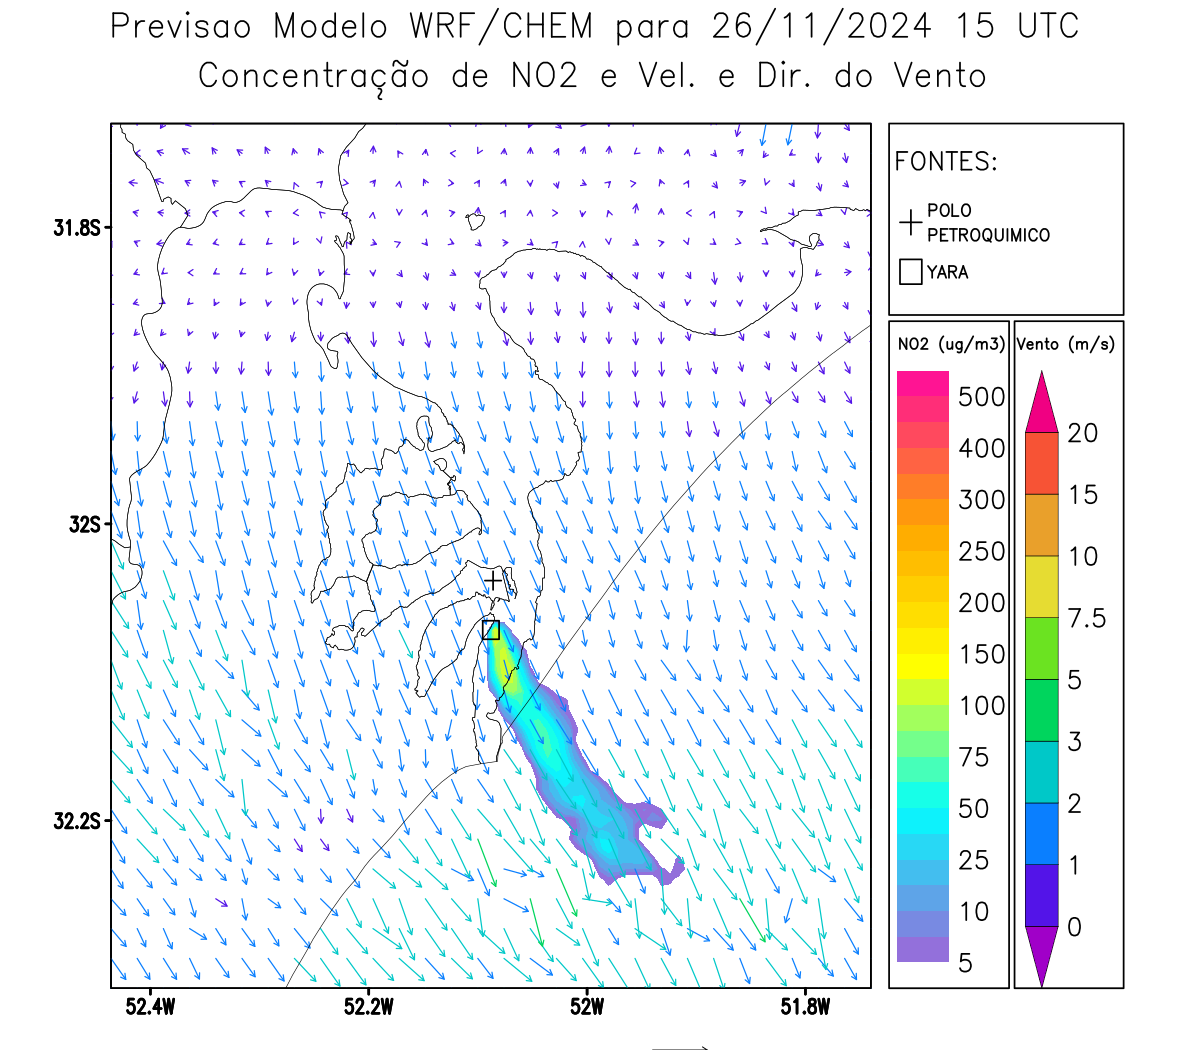 Previsao Modelo WRF/CHEM para 26/11/2024 15 UTC
Concentração de NO2 e Vel. e Dir. do Vento
FONTES:
POLO
PETROQUIMICO
YARA
NO2 (ug/m3)
500
400
300
250
200
150
100
75
50
25
10
5
Vento (m/s)
20
15
10
7.5
5
3
2
1
0
31.8S
32S
32.2S
52.4W
52.2W
52W
51.8W